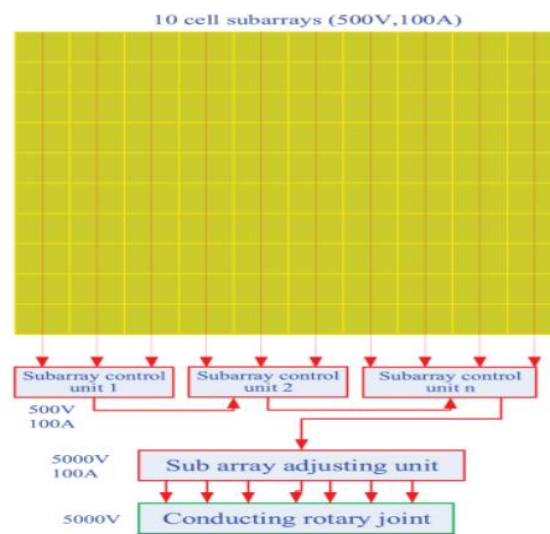 10 cell subarrays (500V,100A)
Subarray control
unit 1
Subarray control
unit 2
Subarray control
unit n
500V
100A
5000V
100A
Sub array adjusting unit
5000V
Conducting rotary joint